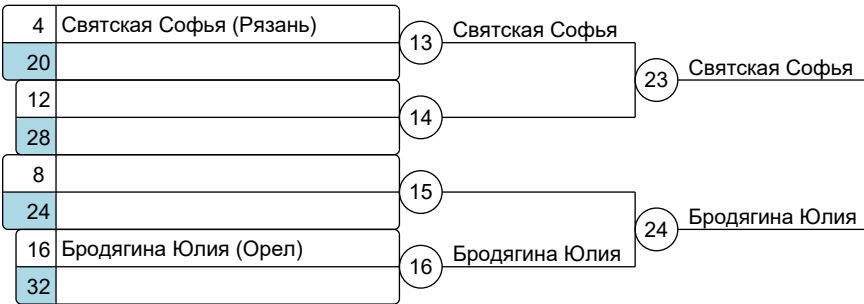 4 Святская Софья (Рязань)
20
12
28
8
24
16 Бродягина Юлия (Орел)
32
13 Святская Софья
14
15
16 Бродягина Юлия
23 Святская Софья
24 Бродягина Юлия